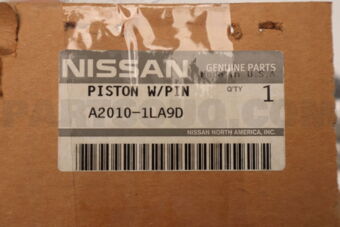 NISSAN GENUINE PARTS
PISTON W/PIN Q'TY 1
A2010-1LA9D
NISSAN NORTH AMERICA, INC.